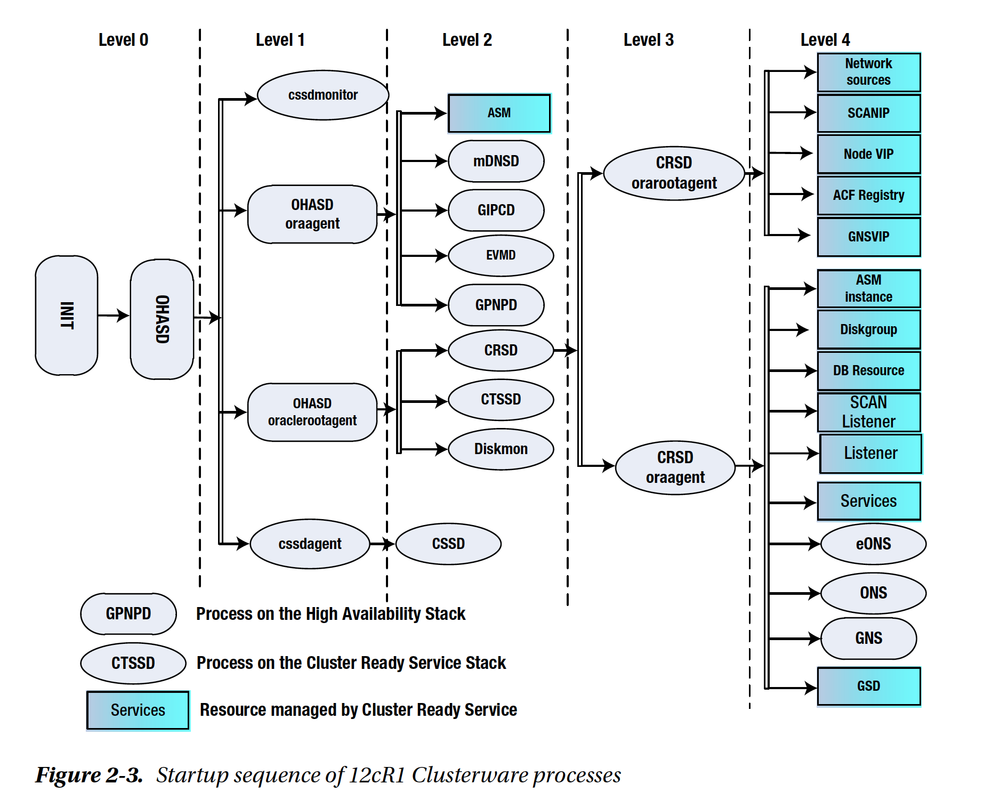 Level 0
Level 1
Level 2
Level 3
Level 4
INIT
OHASD
cssdmonitor
OHASD
oraagent
OHASD
oraclerootagent
cssdagent
ASM
mDNSD
GIPCD
EVMD
GPNPD
CRSD
CTSSD
Diskmon
CSSD
CRSD
orarootagent
CRSD
oraagent
Network
sources
SCANIP
Node VIP
ACF Registry
GNSVIP
ASM
instance
Diskgroup
DB Resource
SCAN
Listener
Listener
Services
eONS
ONS
GNS
GSD
GPNPD
Process on the High Availability Stack
CTSSD
Process on the Cluster Ready Service Stack
Services
Resource managed by Cluster Ready Service
Figure 2-3. Startup sequence of 12cR1 Clusterware processes